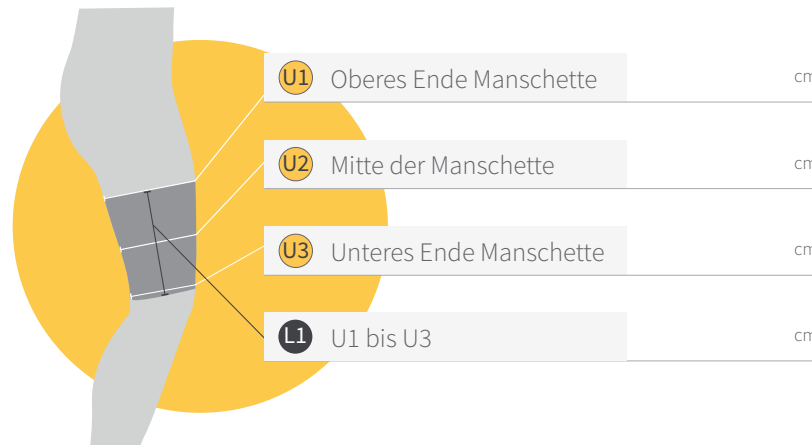 U1 Oberes Ende Manschette cm
U2 Mitte der Manschette cm
U3 Unteres Ende Manschette cm
L1 U1 bis U3 cm